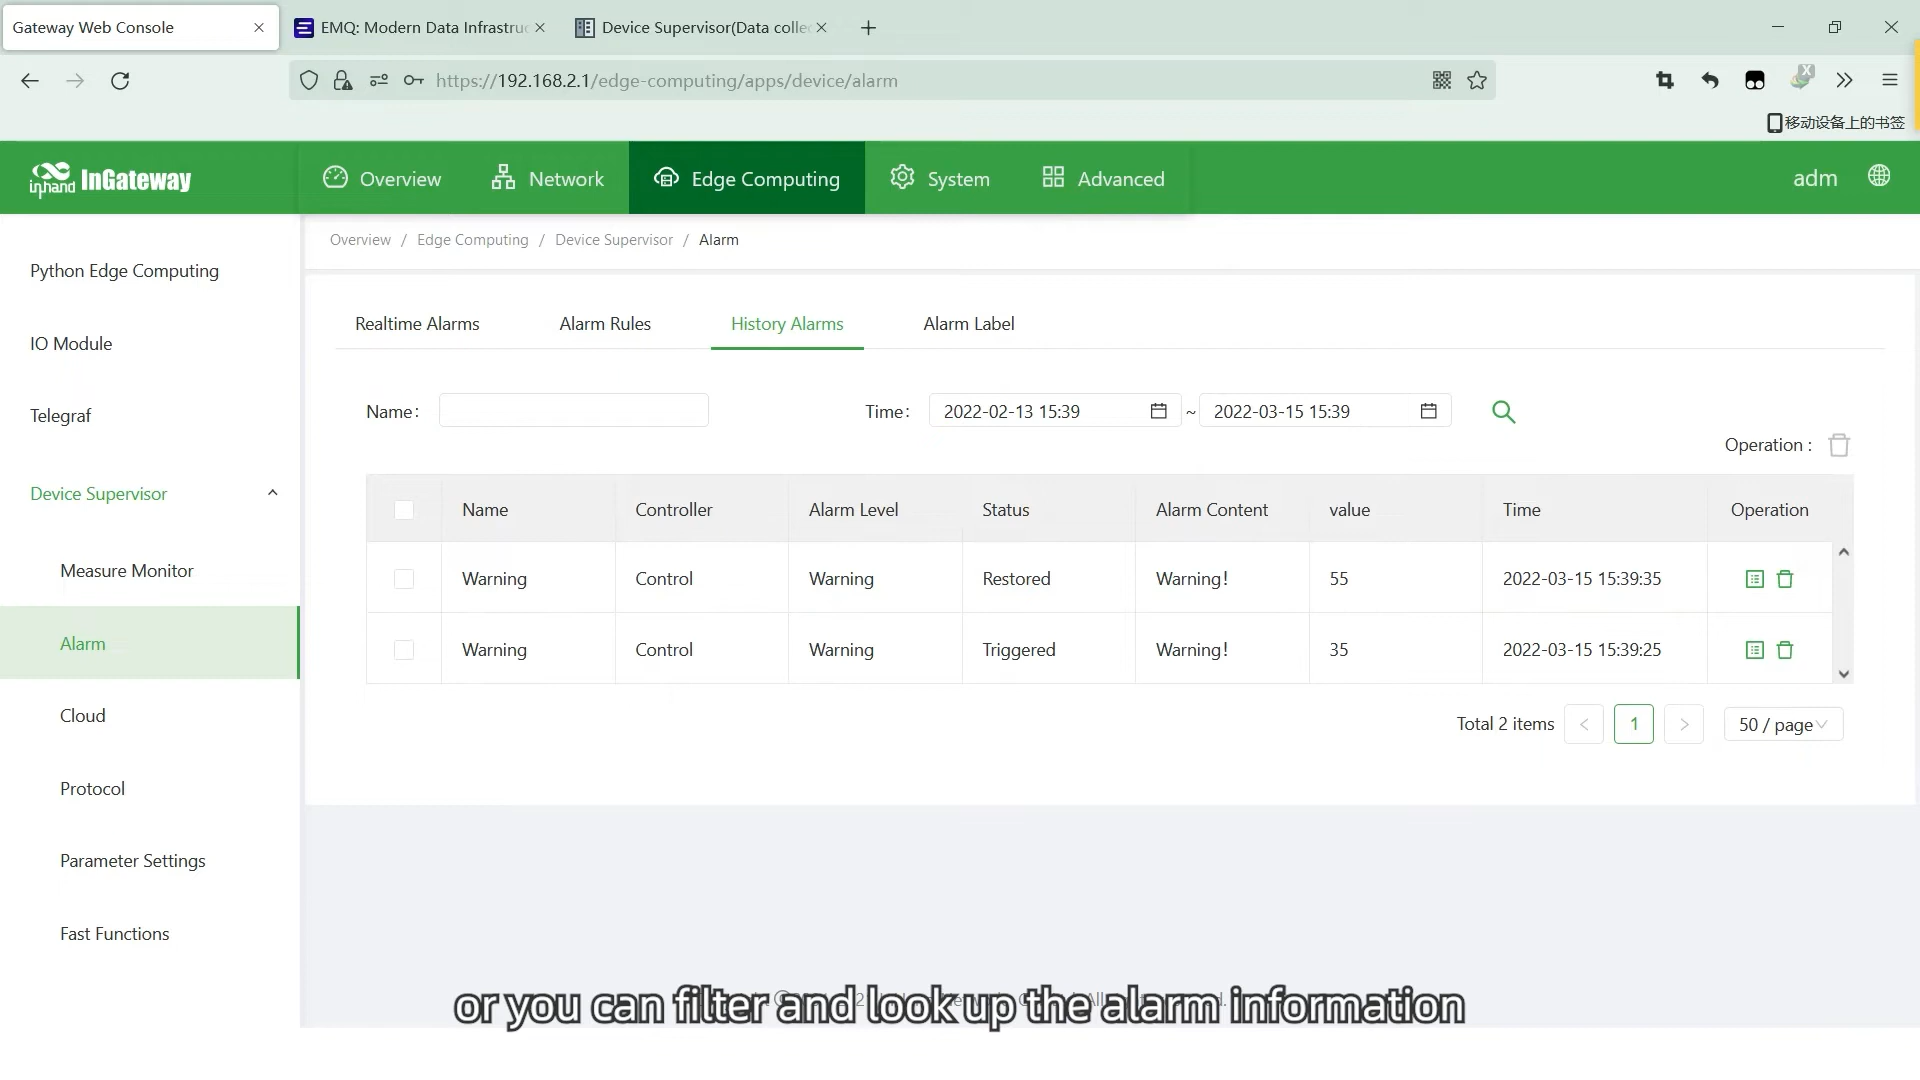 Gateway Web Console
EMQ: Modern Data Infrastruc
Device Supervisor(Data collec
https://192.168.2.1/edge-computing/apps/device/alarm
移动设备上的书签
inhand InGateway
Overview
Network
Edge Computing
System
Advanced
adm
Overview / Edge Computing / Device Supervisor / Alarm
Python Edge Computing
IO Module
Telegraf
Device Supervisor
Measure Monitor
Alarm
Cloud
Protocol
Parameter Settings
Fast Functions
Realtime Alarms
Alarm Rules
History Alarms
Alarm Label
Name:
Time: 2022-02-13 15:39 ~ 2022-03-15 15:39
Operation :
Name Controller Alarm Level Status Alarm Content value Time Operation
Warning Control Warning Restored Warning! 55 2022-03-15 15:39:35
Warning Control Warning Triggered Warning! 35 2022-03-15 15:39:25
Total 2 items < 1 > 50 / page
or you can filter and look up the alarm information